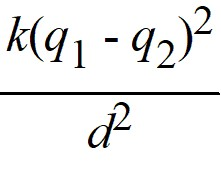 k(q₁ - q₂)²
d²